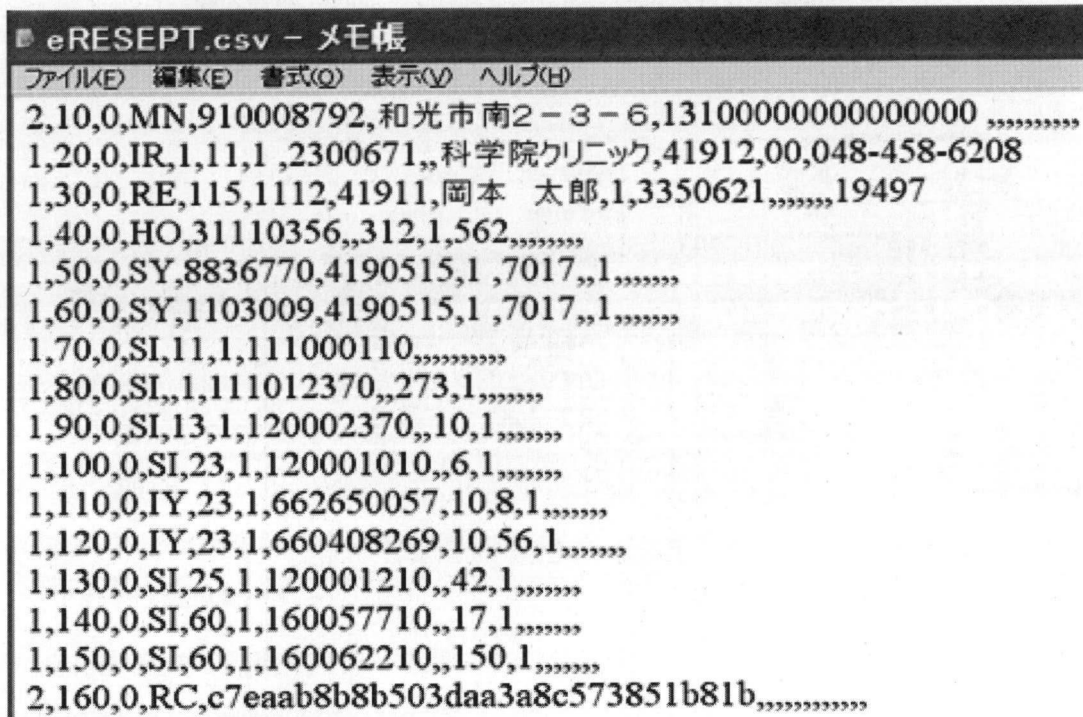 eRESEPT.csv - メモ帳
ファイル(F) 編集(E) 書式(O) 表示(V) ヘルプ(H)
2,10,0,MN,910008792,和光市南2-3-6,131000000000000000 ,,,,,,,,,,
1,20,0,IR,1,11,1 ,2300671,,科学院クリニック,41912,00,048-458-6208
1,30,0,RE,115,1112,41911,岡本　太郎,1,3350621,,,,,,,19497
1,40,0,HO,31110356,,312,1,562,,,,,,,,
1,50,0,SY,8836770,4190515,1,,7017,,1,,,,,,,
1,60,0,SY,1103009,4190515,1,,7017,,1,,,,,,,
1,70,0,SI,11,1,111000110,,,,,,,,,,
1,80,0,SI,,1,111012370,,273,1,,,,,,,
1,90,0,SI,13,1,120002370,,10,1,,,,,,,
1,100,0,SI,23,1,120001010,,6,1,,,,,,,
1,110,0,IY,23,1,662650057,10,8,1,,,,,,,
1,120,0,IY,23,1,660408269,10,56,1,,,,,,,
1,130,0,SI,25,1,120001210,,42,1,,,,,,,
1,140,0,SI,60,1,160057710,,17,1,,,,,,,
1,150,0,SI,60,1,160062210,,150,1,,,,,,,
2,160,0,RC,c7eaab8b8b503daa3a8c573851b81b,,,,,,,,,,,,